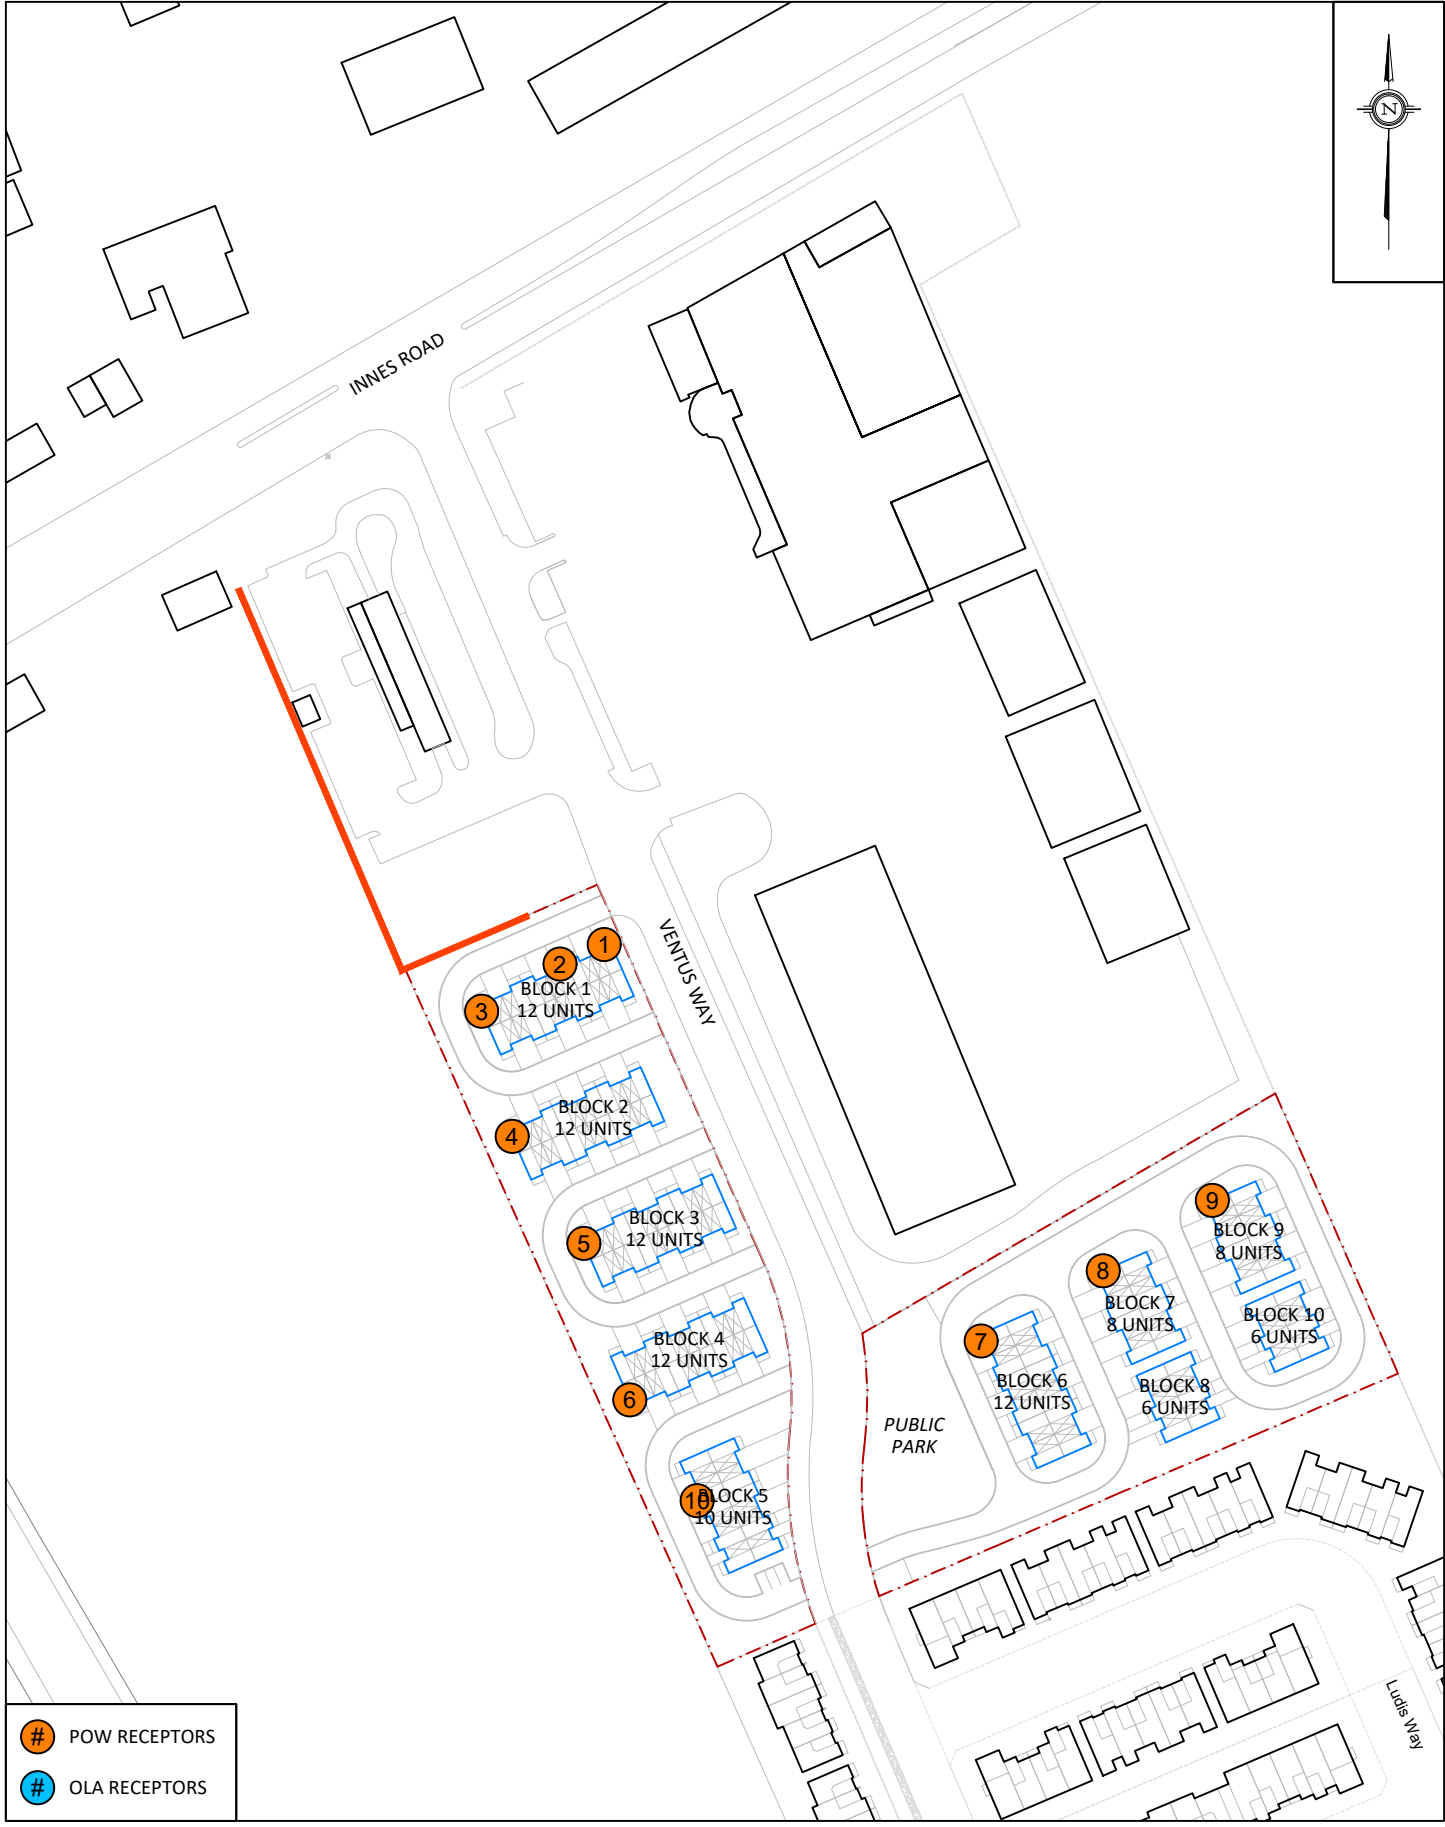 N
INNES ROAD
VENTUS WAY
1
2
3
BLOCK 1
12 UNITS
4
BLOCK 2
12 UNITS
5
BLOCK 3
12 UNITS
6
BLOCK 4
12 UNITS
10
BLOCK 5
10 UNITS
PUBLIC
PARK
7
BLOCK 6
12 UNITS
8
BLOCK 7
8 UNITS
BLOCK 8
6 UNITS
9
BLOCK 9
8 UNITS
BLOCK 10
6 UNITS
Ludis Way
# POW RECEPTORS
# OLA RECEPTORS